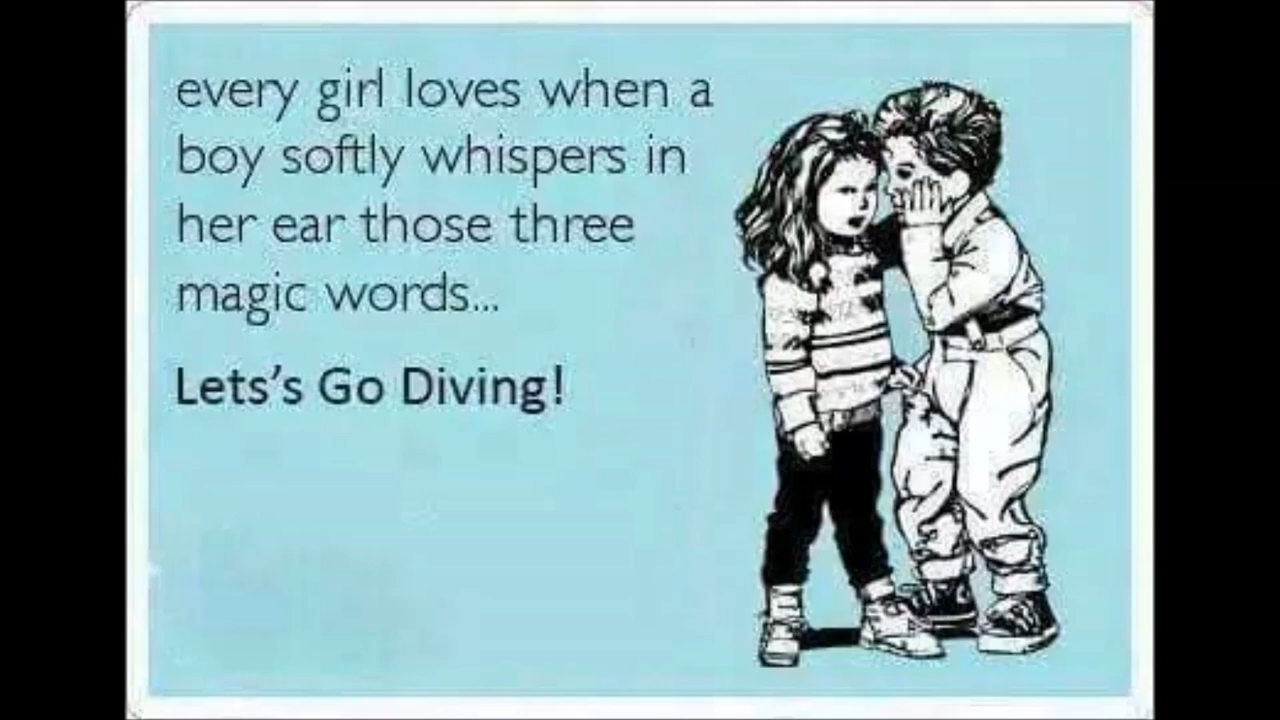 every girl loves when a
boy softly whispers in
her ear those three
magic words...
Lets's Go Diving!